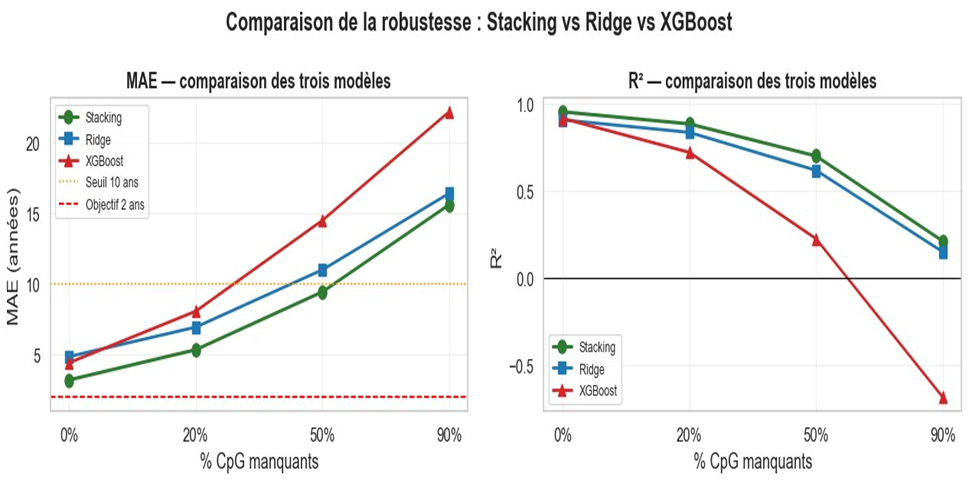 Comparaison de la robustesse : Stacking vs Ridge vs XGBoost
MAE — comparaison des trois modèles
Stacking
Ridge
XGBoost
Seuil 10 ans
Objectif 2 ans
MAE (années)
20
15
10
5
0%
20%
50%
90%
% CpG manquants
R² — comparaison des trois modèles
R²
1.0
0.5
0.0
−0.5
Stacking
Ridge
XGBoost
0%
20%
50%
90%
% CpG manquants